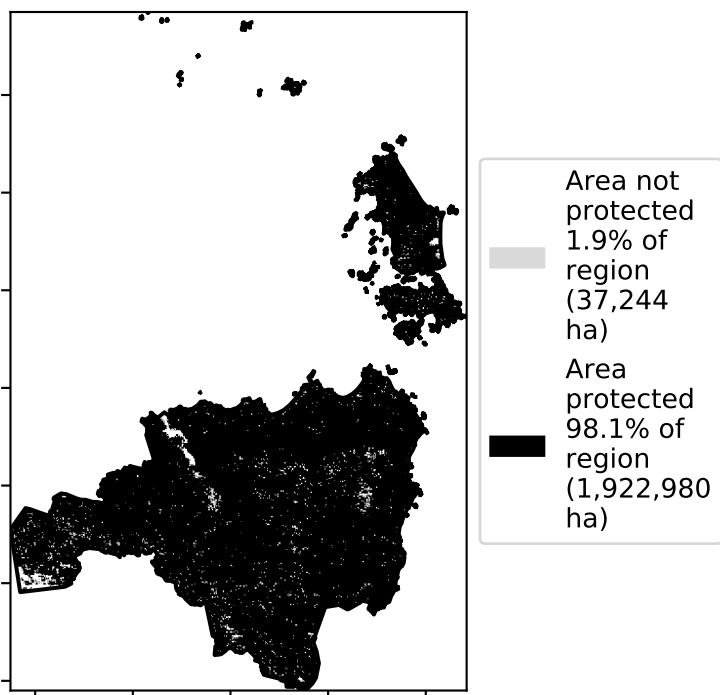 Area not
protected
1.9% of
region
(37,244
ha)
Area
protected
98.1% of
region
(1,922,980
ha)